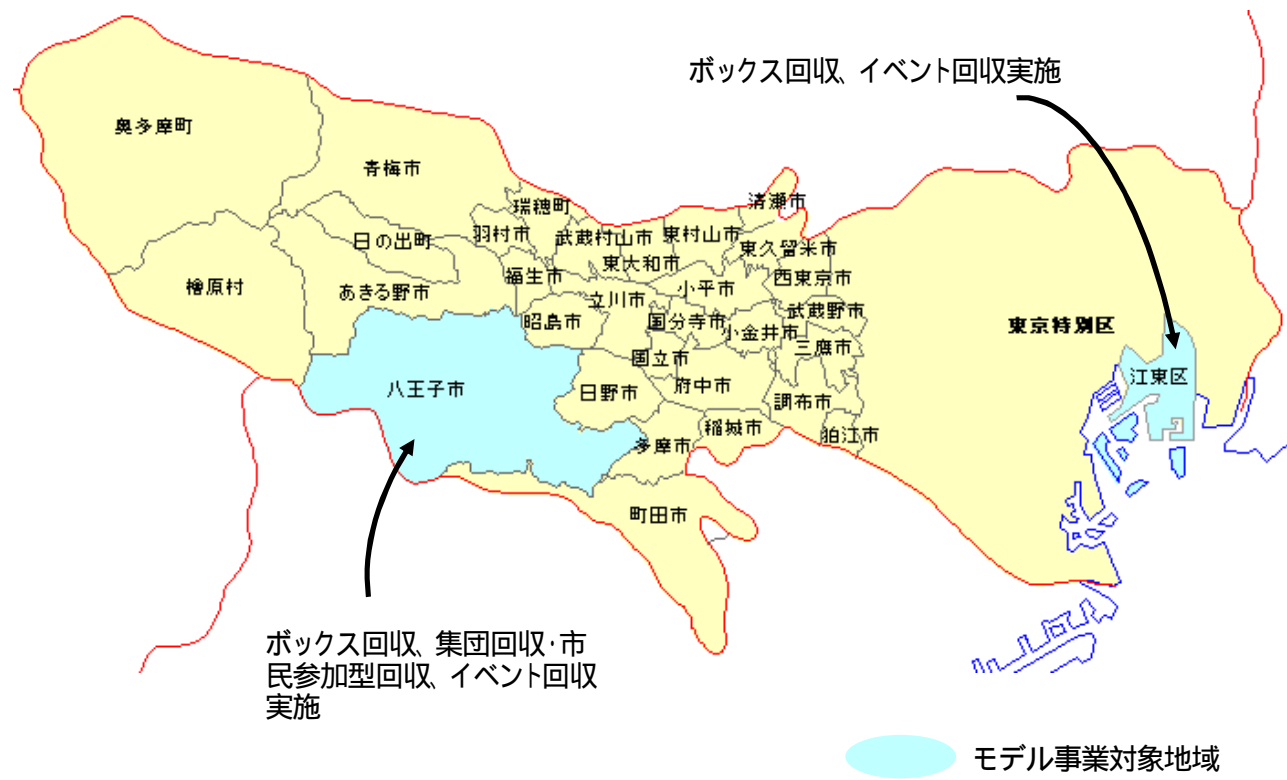 ボックス回収、イベント回収実施
奥多摩町
青梅市
清瀬市
瑞穂町
羽村市
武蔵村山市
東村山市
日の出町
東久留米市
東大和市
福生市
西東京市
檜原村
あきる野市
小平市
立川市
武蔵野市
昭島市
国分寺市
小金井市
東京特別区
三鷹市
国立市
江東区
八王子市
日野市
府中市
調布市
稲城市
狛江市
多摩市
町田市
ボックス回収、集団回収・市
民参加型回収、イベント回収
実施
モデル事業対象地域